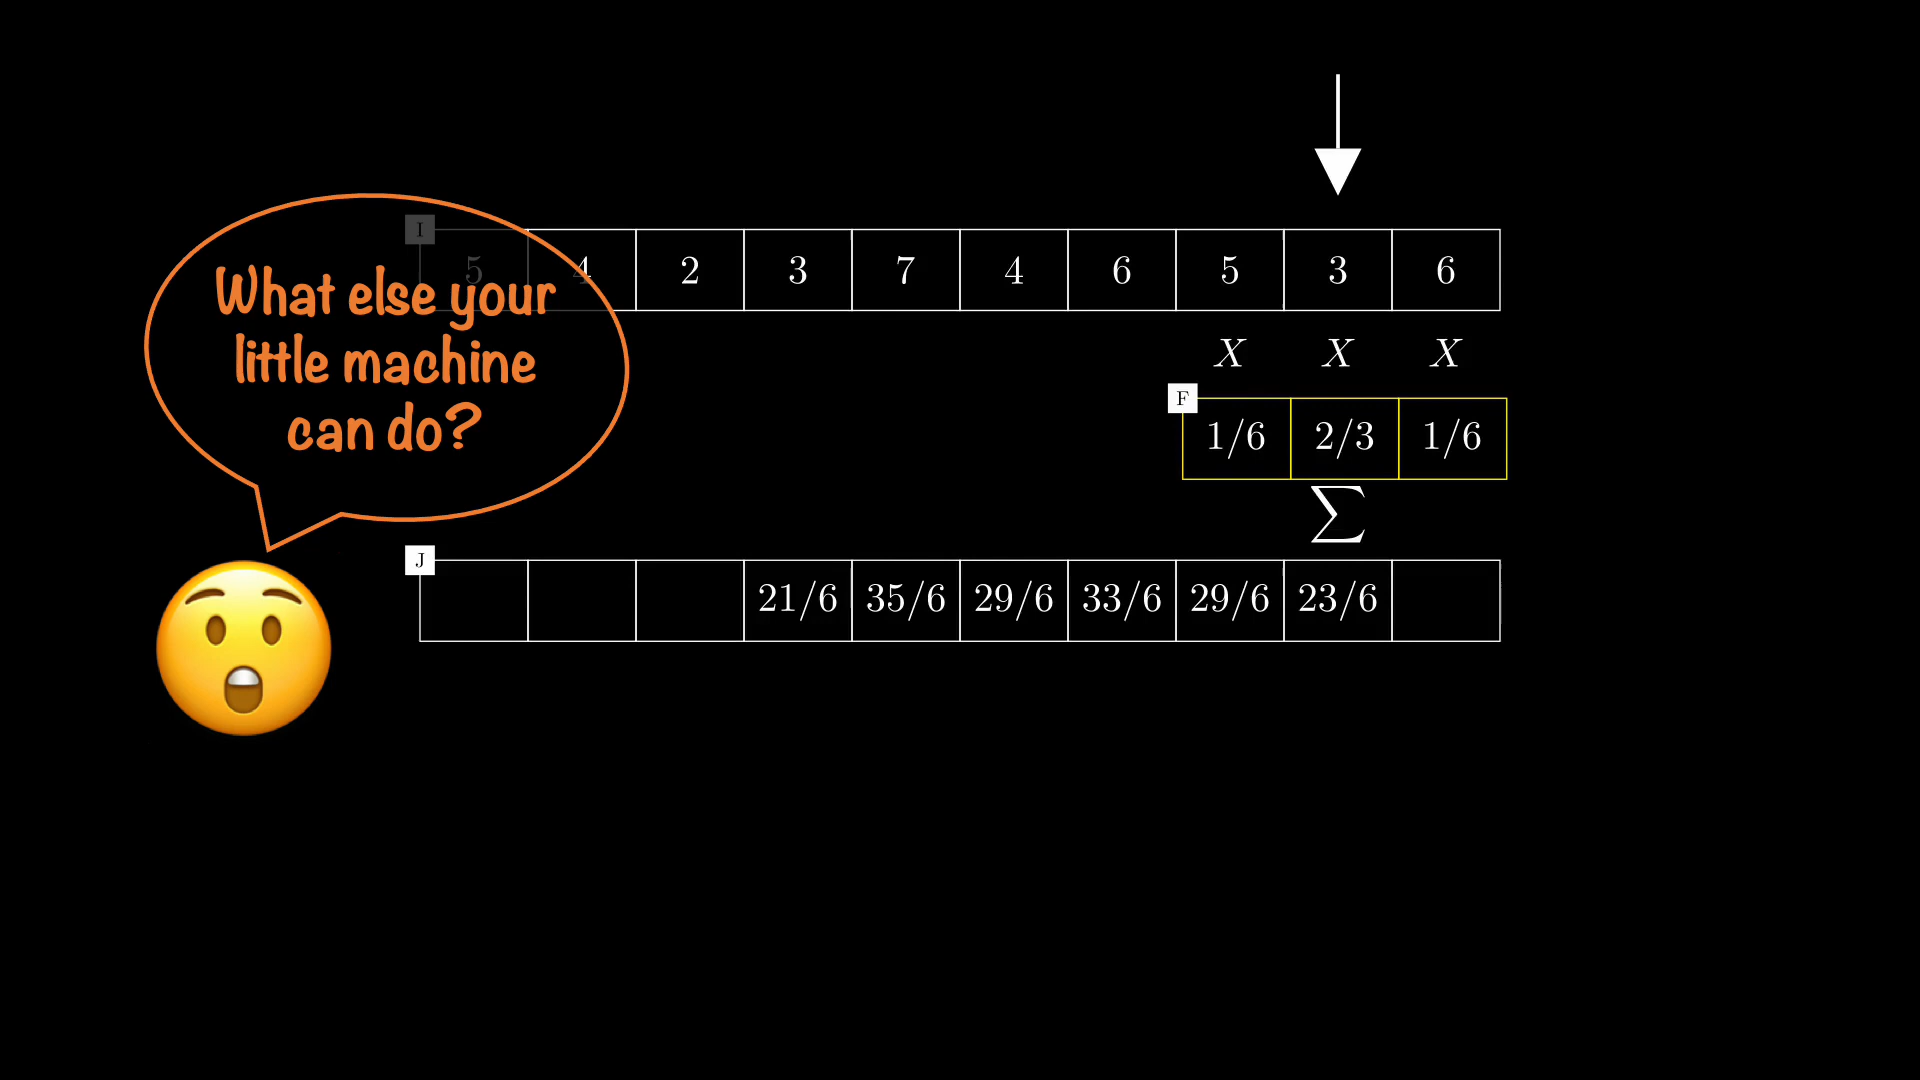 What else your
little machine
can do?
I
5 4 2 3 7 4 6 5 3 6
X X X
F
1/6 2/3 1/6
∑
J
21/6 35/6 29/6 33/6 29/6 23/6